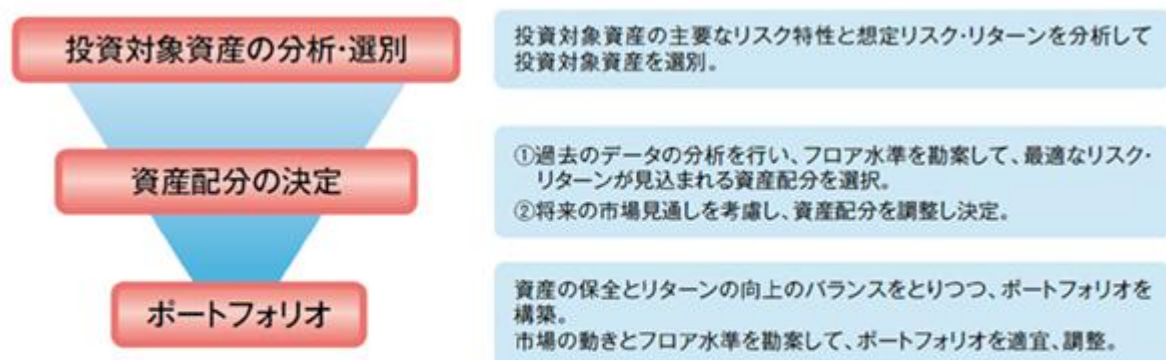 投資対象資産の分析・選別
投資対象資産の主要なリスク特性と想定リスク・リターンを分析して
投資対象資産を選別。
資産配分の決定
①過去のデータの分析を行い、フロア水準を勘案して、最適なリスク・
リターンが見込まれる資産配分を選択。
②将来の市場見通しを考慮し、資産配分を調整し決定。
ポートフォリオ
資産の保全とリターンの向上のバランスをとりつつ、ポートフォリオを
構築。
市場の動きとフロア水準を勘案して、ポートフォリオを適宜、調整。